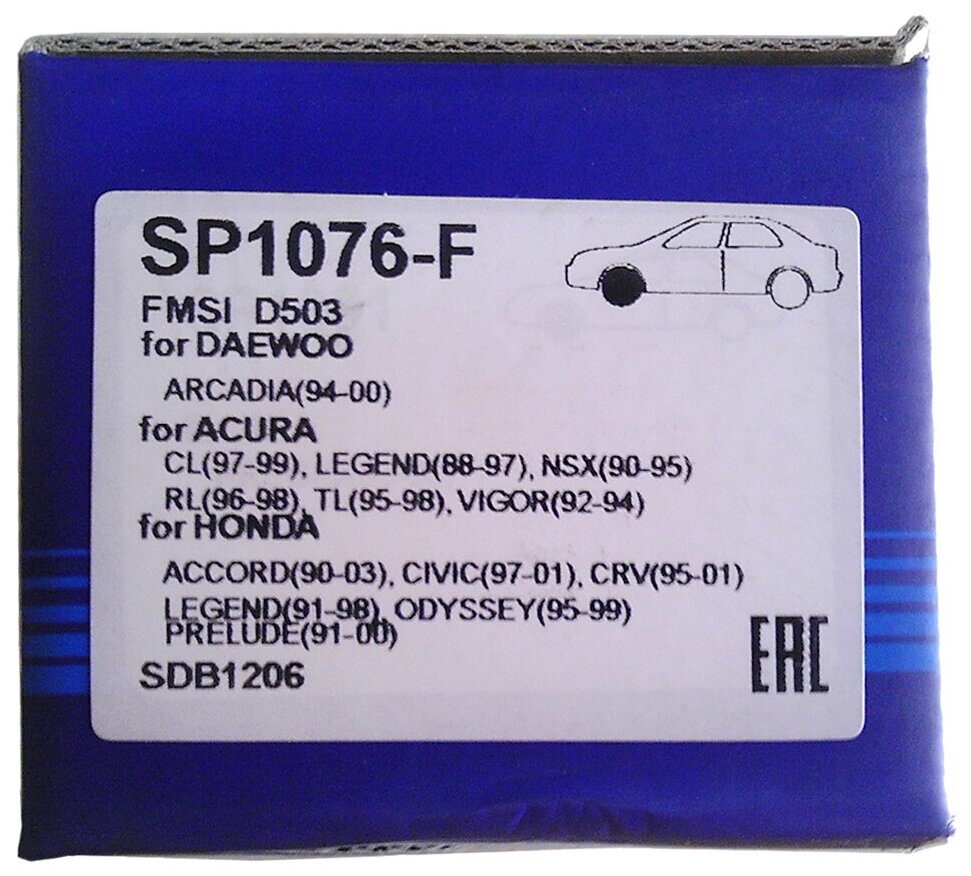 SP1076-F
FMSI D503
for DAEWOO
ARCADIA(94-00)
for ACURA
CL(97-99), LEGEND(88-97), NSX(90-95)
RL(96-98), TL(95-98), VIGOR(92-94)
for HONDA
ACCORD(90-03), CIVIC(97-01), CRV(95-01)
LEGEND(91-98), ODYSSEY(95-99)
PRELUDE(91-00)
SDB1206
EAC